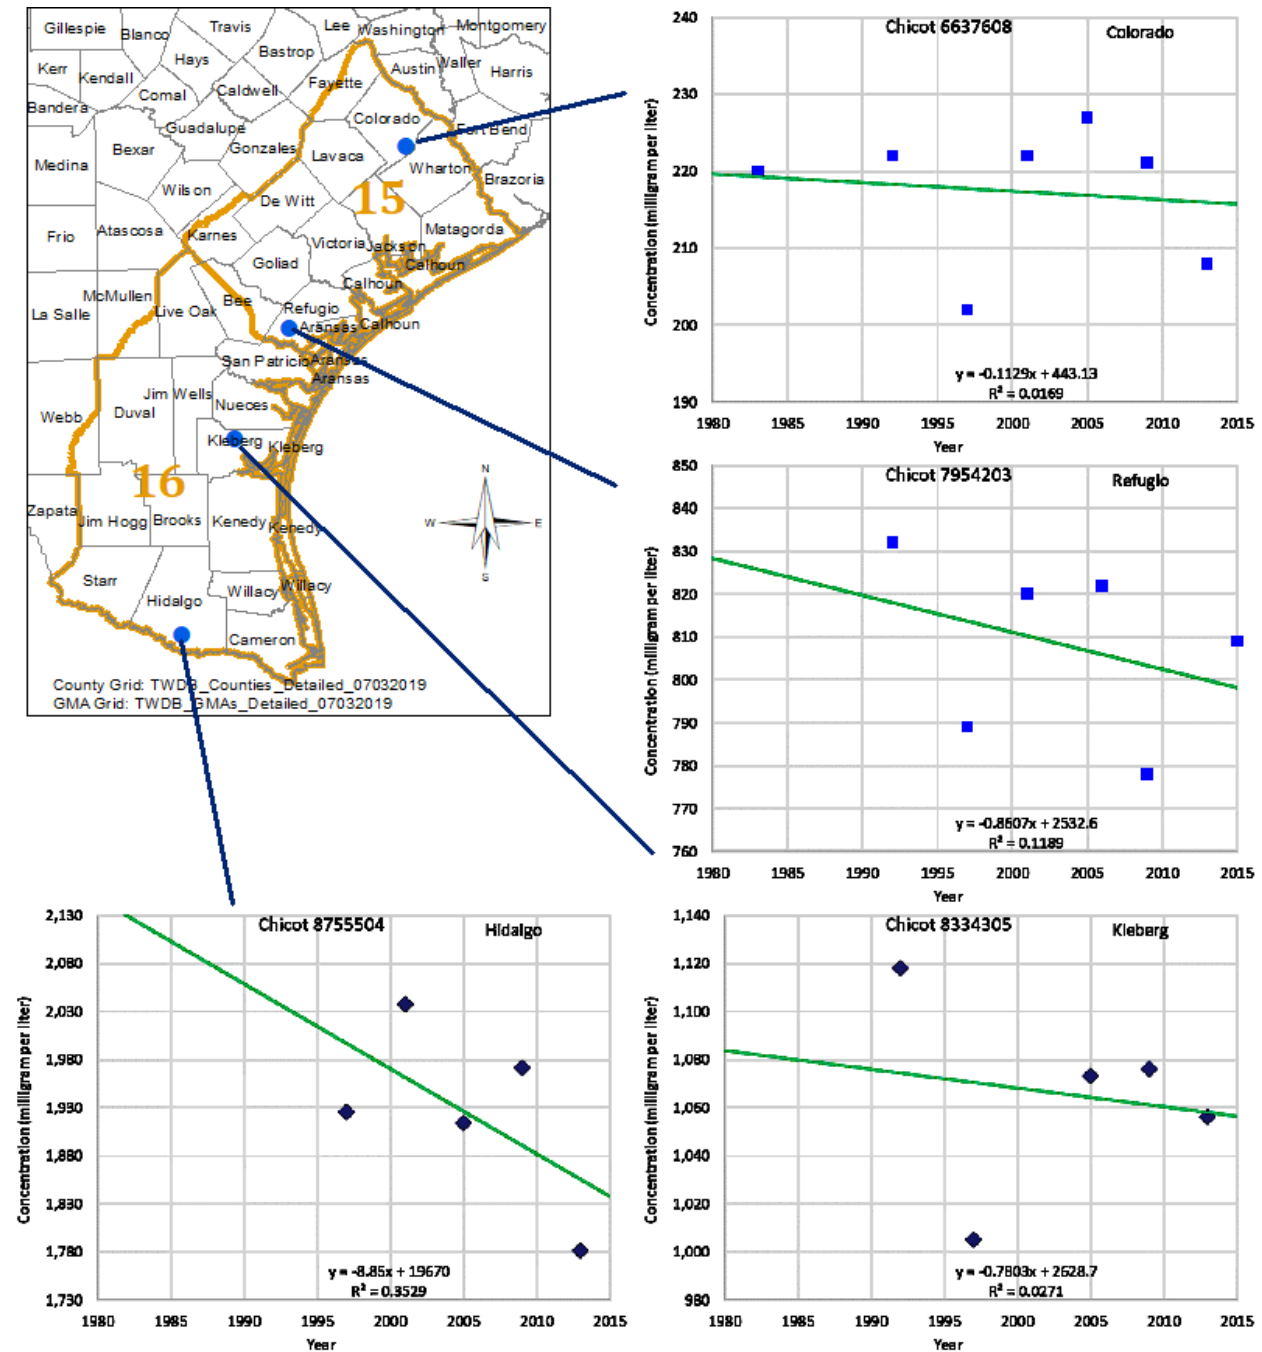 Gillespie
Blanco
Travis
Lee
Washington
Montgomery
Hays
Bastrop
Kerr
Kendall
Austin
Waller
Harris
Fayette
Comal
Caldwell
Bandera
Colorado
Guadalupe
Fort Bend
Medina
Bexar
Gonzales
Lavaca
Wharton
Brazoria
Wilson
De Witt
15
Frio
Atascosa
Karnes
Victoria
Jackson
Matagorda
Goliad
Calhoun
Calhoun
McMullen
La Salle
Live Oak
Bee
Refugio
Aransas
Calhoun
San Patricio
Aransas
Aransas
Jim Wells
Webb
Duval
Nueces
Kleberg
Kleberg
16
N
W
E
S
Zapata
Jim Hogg
Brooks
Kenedy
Kenedy
Starr
Hidalgo
Willacy
Willacy
Cameron
County Grid: TWDB_Counties_Detailed_07032019
GMA Grid: TWDB_GMAs_Detailed_07032019
Chicot 6637608
Colorado
Concentration (milligram per liter)
240
230
220
210
200
190
y = -0.1129x + 443.13
R² = 0.0169
1980 1985 1990 1995 2000 2005 2010 2015
Year
Chicot 7954203
Refugio
Concentration (milligram per liter)
850
840
830
820
810
800
790
780
770
760
y = -0.8607x + 2532.6
R² = 0.1189
1980 1985 1990 1995 2000 2005 2010 2015
Year
Chicot 8755504
Hidalgo
Concentration (milligram per liter)
2,130
2,080
2,030
1,980
1,930
1,880
1,830
1,780
1,730
y = -8.85x + 19670
R² = 0.3529
1980 1985 1990 1995 2000 2005 2010 2015
Year
Chicot 8334305
Kleberg
Concentration (milligram per liter)
1,140
1,120
1,100
1,080
1,060
1,040
1,020
1,000
980
y = -0.7803x + 2628.7
R² = 0.0271
1980 1985 1990 1995 2000 2005 2010 2015
Year